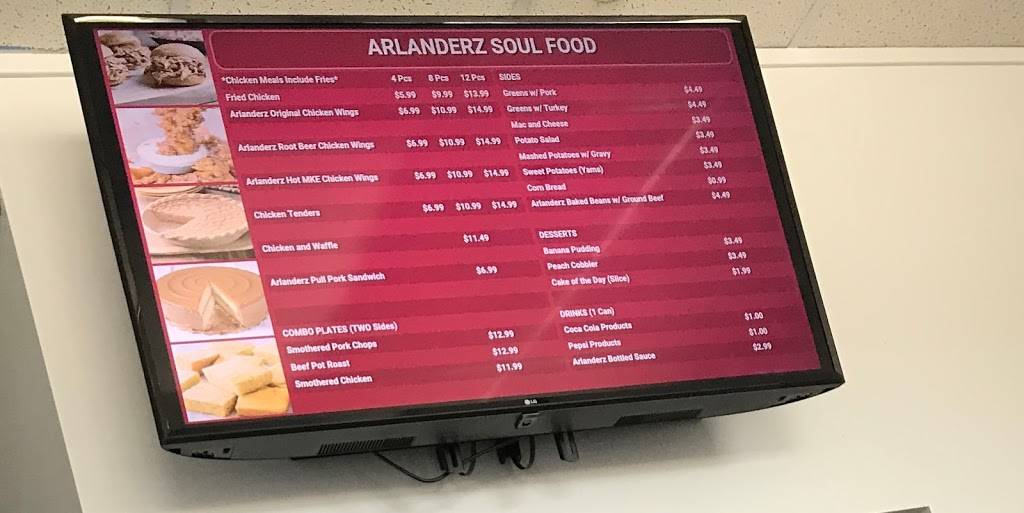 ARLANDERZ SOUL FOOD
*Chicken Meals Include Fries* 4 Pcs 8 Pcs 12 Pcs
Fried Chicken $5.99 $9.99 $13.99
Arlanderz Original Chicken Wings $6.99 $10.99 $14.99
Arlanderz Root Beer Chicken Wings $6.99 $10.99 $14.99
Arlanderz Hot MKE Chicken Wings $6.99 $10.99 $14.99
Chicken Tenders $6.99 $10.99 $14.99
Chicken and Waffle $11.49
Arlanderz Pull Pork Sandwich $6.99
COMBO PLATES (TWO Sides)
Smothered Pork Chops $12.99
Beef Pot Roast $12.99
Smothered Chicken $11.99
SIDES
Greens w/ Pork $4.49
Greens w/ Turkey $4.49
Mac and Cheese $3.49
Potato Salad $3.49
Mashed Potatoes w/ Gravy $3.49
Sweet Potatoes (Yams) $3.49
Corn Bread $0.99
Arlanderz Baked Beans w/ Ground Beef $4.49
DESSERTS
Banana Pudding $3.49
Peach Cobbler $3.49
Cake of the Day (Slice) $1.99
DRINKS (1 Can)
Coca Cola Products $1.00
Pepsi Products $1.00
Arlanderz Bottled Sauce $2.99
LG